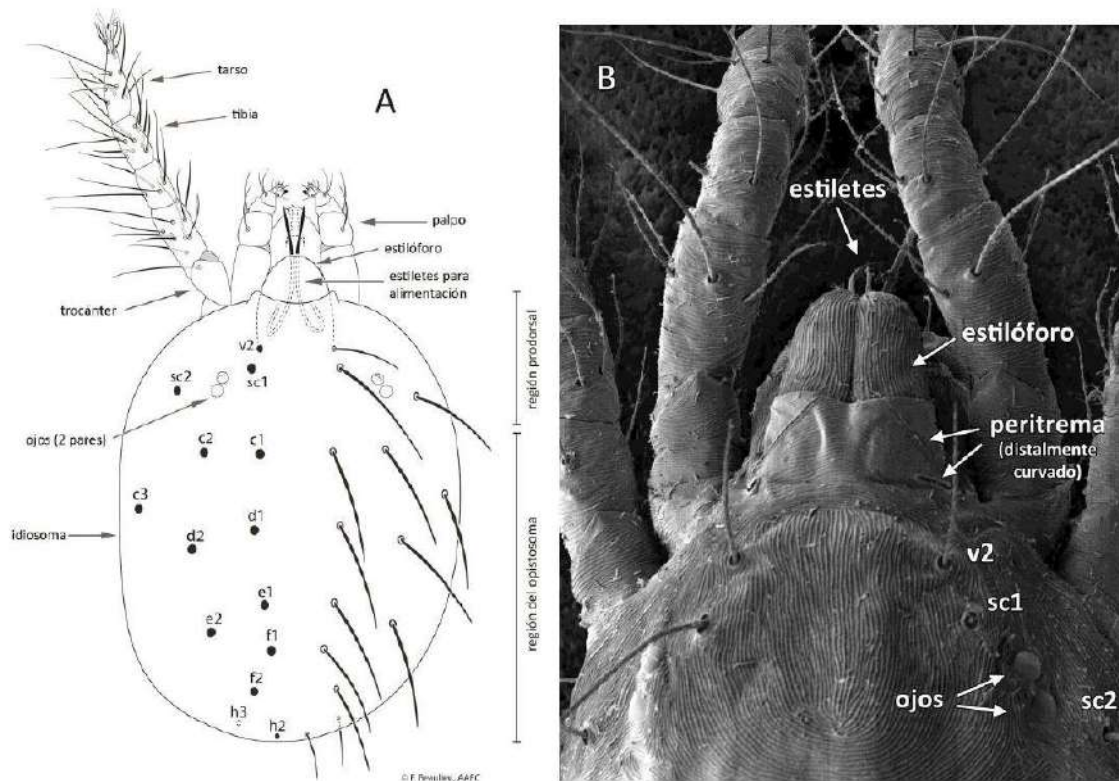 A
tarso
tibia
palpo
estilóforo
estiletes para
alimentación
trocanter
v2
sc1
sc2
ojos (2 pares)
c2
c1
c3
idiosoma
d1
d2
e1
e2
f1
f2
h3
h2
región prodorsal
región del opistosoma
B
estiletes
estilóforo
peritrema
(distalmente
curvado)
v2
sc1
ojos
sc2